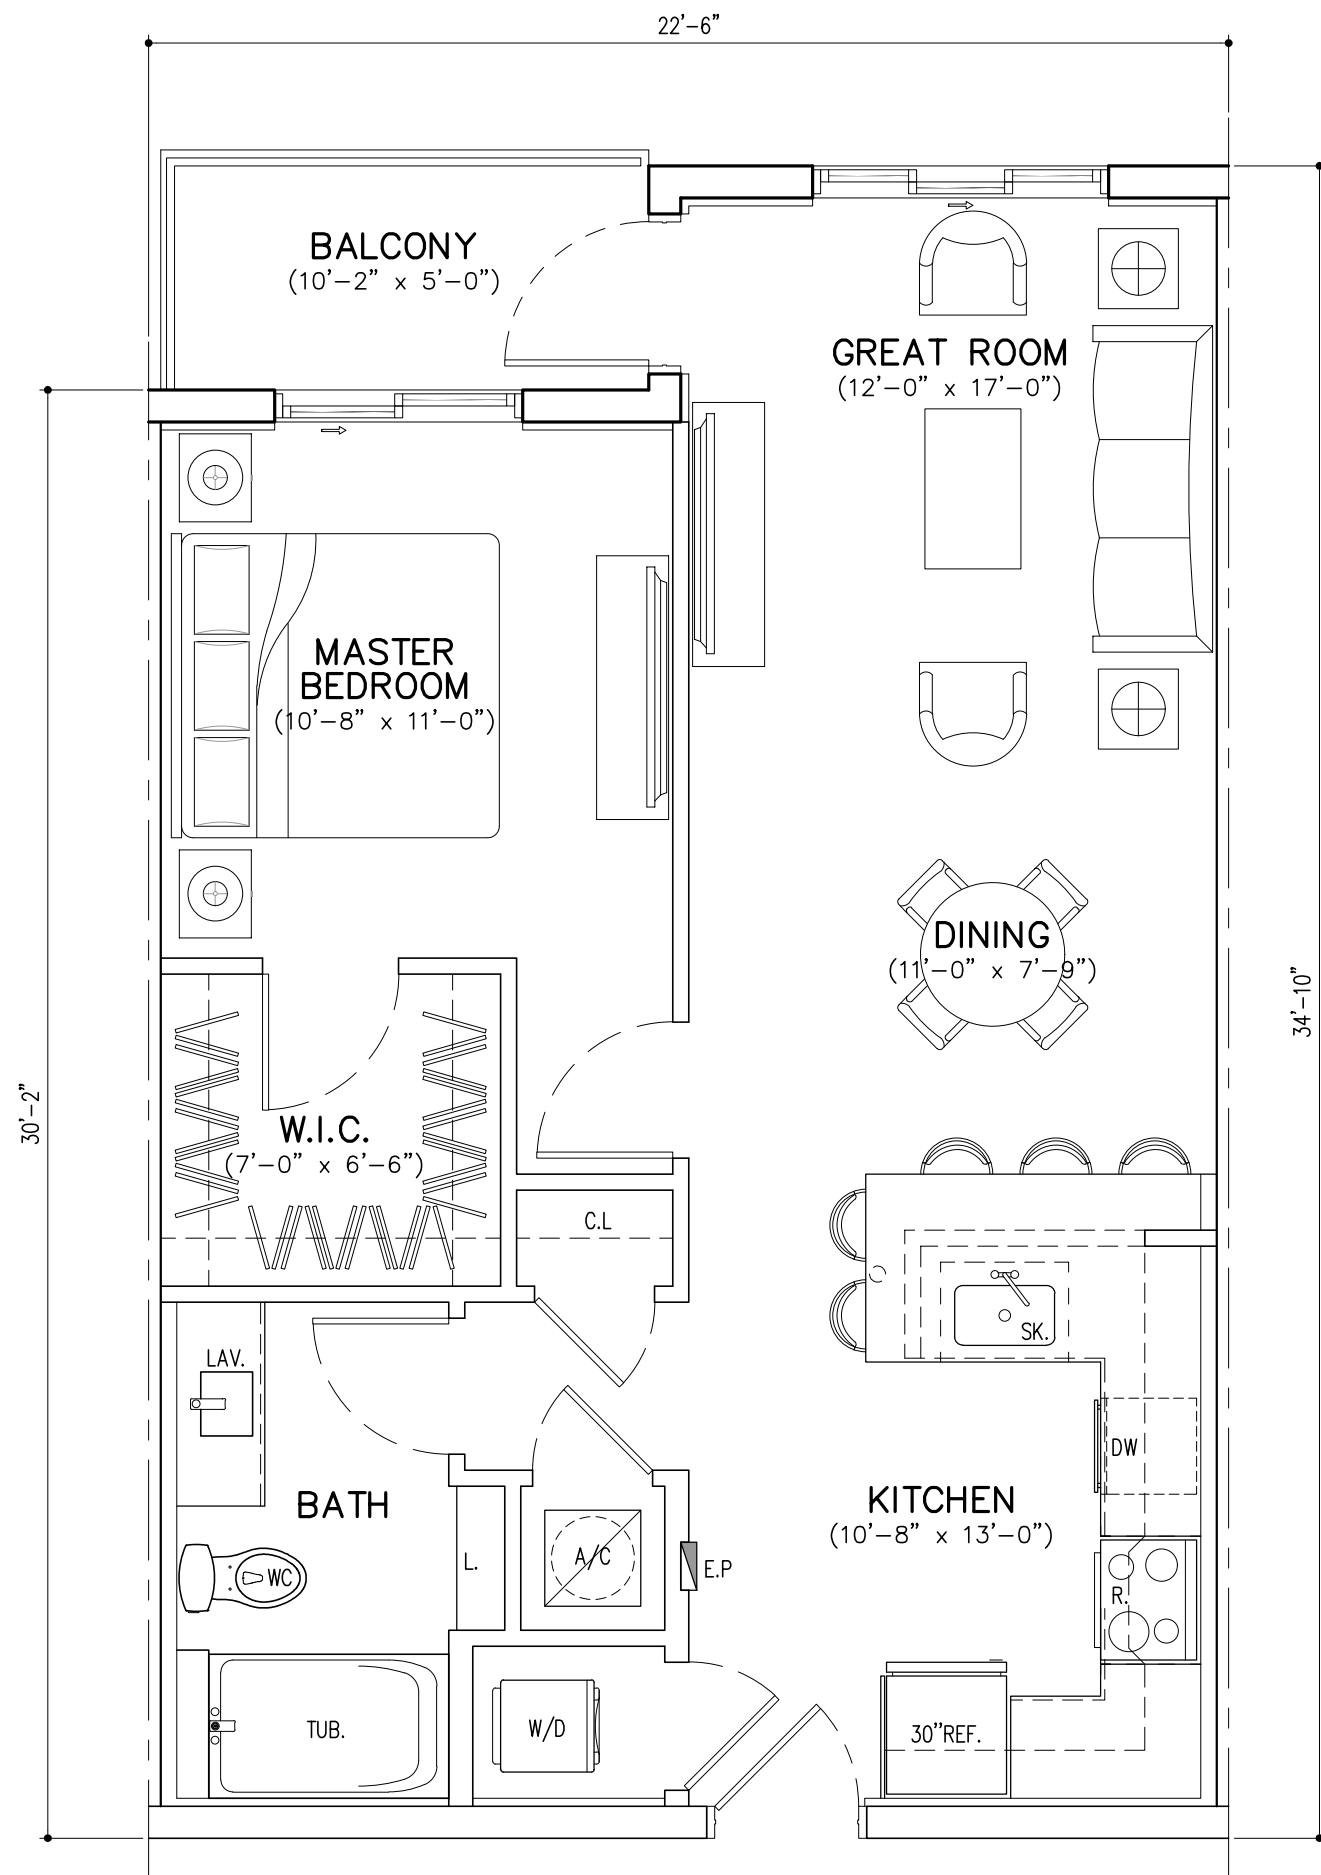 22'-6"
BALCONY
(10'-2" x 5'-0")
GREAT ROOM
(12'-0" x 17'-0")
MASTER
BEDROOM
(10'-8" x 11'-0")
DINING
(11'-0" x 7'-9")
34'-10"
30'-2"
W.I.C.
(7'-0" x 6'-6")
C.L
SK.
LAV.
DW
BATH
KITCHEN
(10'-8" x 13'-0")
A/C
L.
E.P
WC
R.
TUB.
W/D
30"REF.